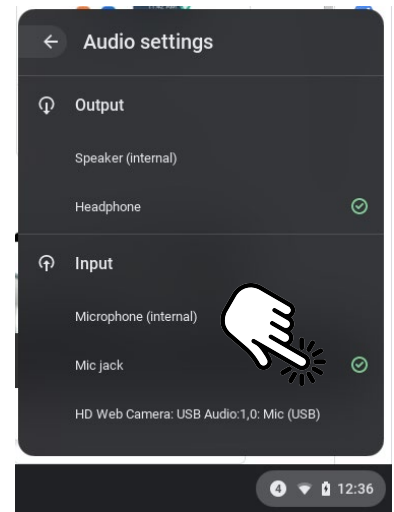 Audio settings
Output
Speaker (internal)
Headphone
Input
Microphone (internal)
Mic jack
HD Web Camera: USB Audio:1,0: Mic (USB)
4 12:36